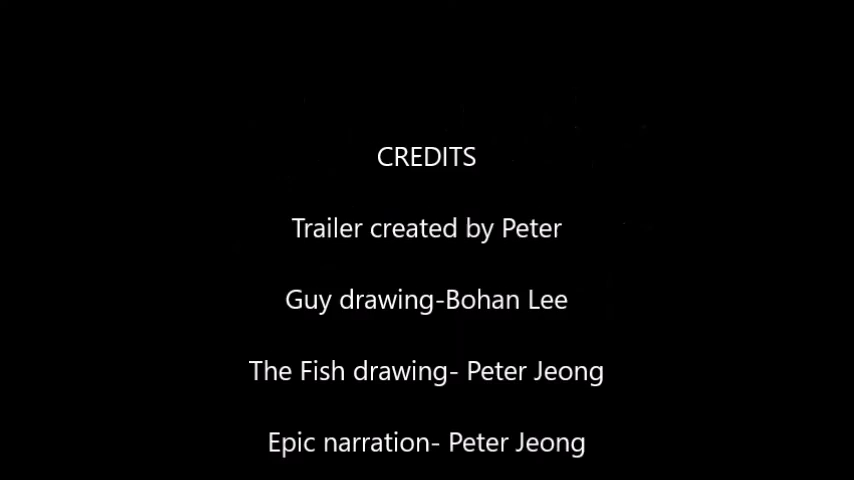 CREDITS
Trailer created by Peter
Guy drawing-Bohan Lee
The Fish drawing- Peter Jeong
Epic narration- Peter Jeong